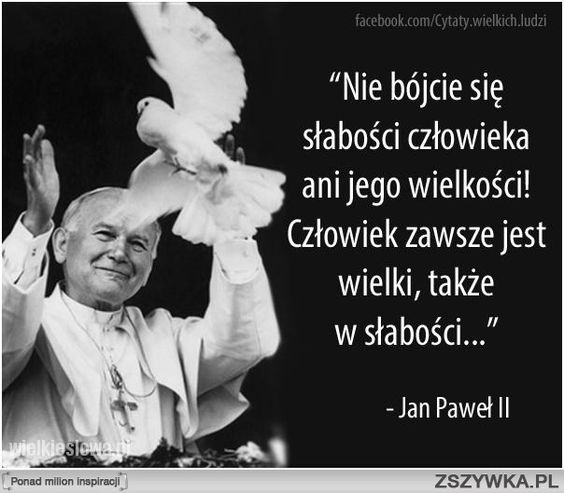 facebook.com/Cytaty.wielkich.ludzi
“Nie bójcie się
słabości człowieka
ani jego wielkości!
Człowiek zawsze jest
wielki, także
w słabości...”
- Jan Paweł II
wielkieslowa.pl
Ponad milion inspiracji
ZSZYWKA.PL